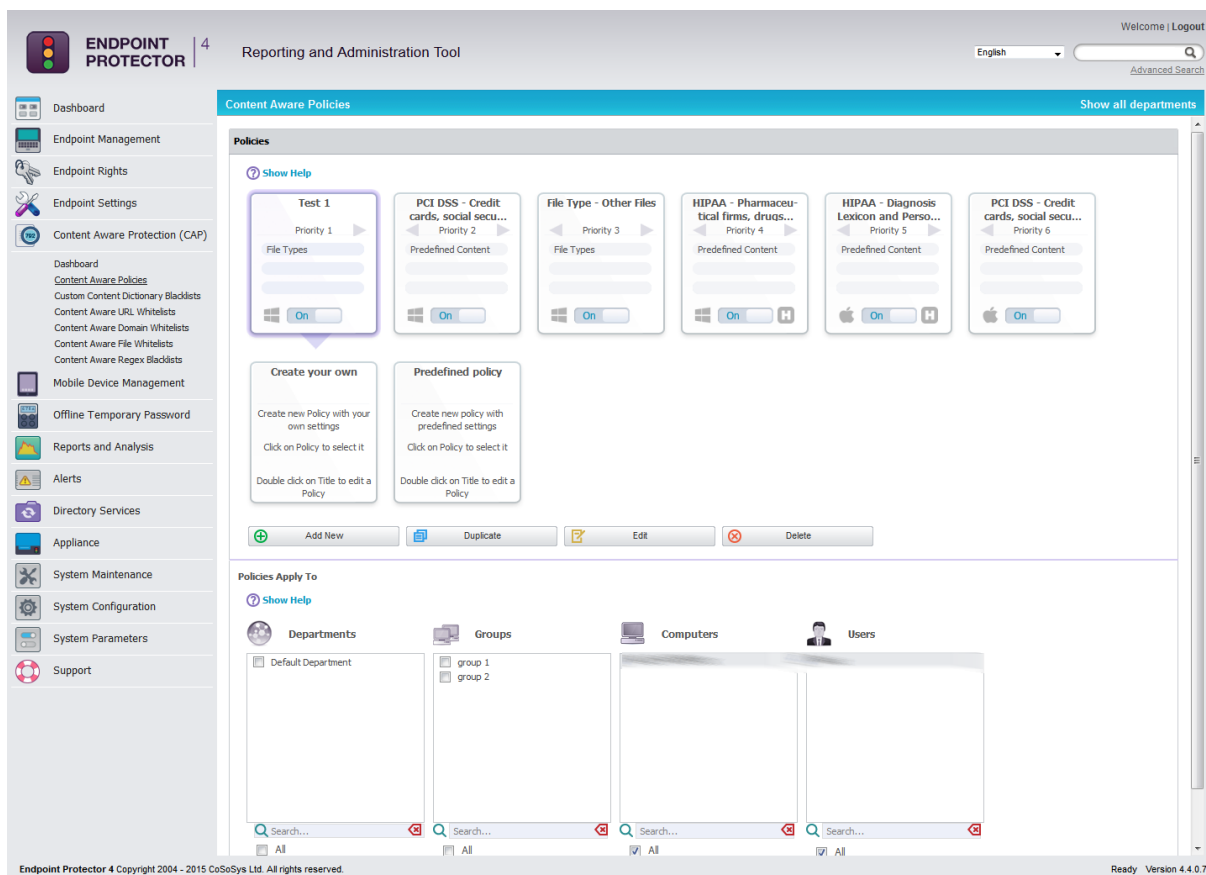 Welcome | Logout
ENDPOINT PROTECTOR | 4
Reporting and Administration Tool
English
Advanced Search
Dashboard
Endpoint Management
Endpoint Rights
Endpoint Settings
Content Aware Protection (CAP)
Dashboard
Content Aware Policies
Custom Content Dictionary Blacklists
Content Aware URL Whitelists
Content Aware Domain Whitelists
Content Aware File Whitelists
Content Aware Regex Blacklists
Mobile Device Management
Offline Temporary Password
Reports and Analysis
Alerts
Directory Services
Appliance
System Maintenance
System Configuration
System Parameters
Support
Content Aware Policies
Show all departments
Policies
Show Help
Test 1
Priority 1
File Types
On
PCI DSS - Credit
cards, social secu...
Priority 2
Predefined Content
On
File Type - Other Files
Priority 3
File Types
On
HIPAA - Pharmaceu-
tical firms, drugs...
Priority 4
Predefined Content
On
H
HIPAA - Diagnosis
Lexicon and Perso...
Priority 5
Predefined Content
On
H
PCI DSS - Credit
cards, social secu...
Priority 6
Predefined Content
On
Create your own
Create new Policy with your
own settings
Click on Policy to select it
Double click on Title to edit a
Policy
Predefined policy
Create new policy with
predefined settings
Click on Policy to select it
Double click on Title to edit a
Policy
Add New
Duplicate
Edit
Delete
Policies Apply To
Show Help
Departments
Groups
Computers
Users
Default Department
group 1
group 2
Search...
Search...
Search...
Search...
All
All
All
All
Endpoint Protector 4 Copyright 2004 - 2015 CoSoSys Ltd. All rights reserved.
Ready Version 4.4.0.7